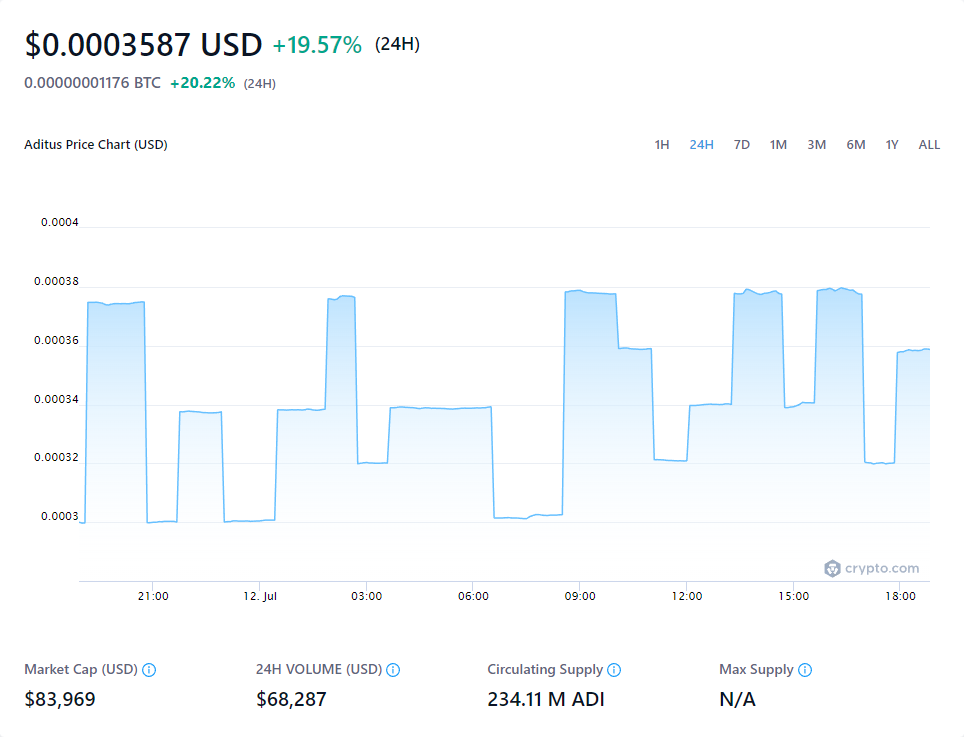 $0.0003587 USD +19.57% (24H)
0.00000001176 BTC +20.22% (24H)
Aditus Price Chart (USD) 1H 24H 7D 1M 3M 6M 1Y ALL
0.0004
0.00038
0.00036
0.00034
0.00032
0.0003
crypto.com
21:00 12. Jul 03:00 06:00 09:00 12:00 15:00 18:00
Market Cap (USD) 24H VOLUME (USD) Circulating Supply Max Supply
$83,969 $68,287 234.11 M ADI N/A